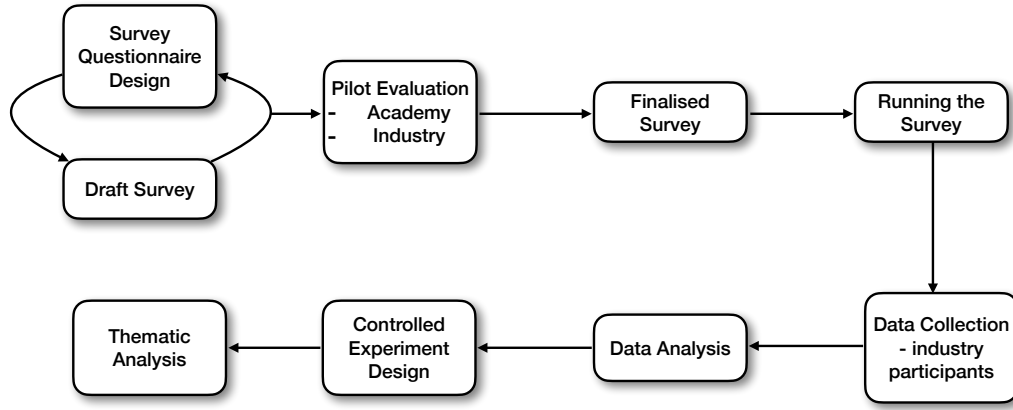 Survey
Questionnaire
Design
Draft Survey
Pilot Evaluation
- Academy
- Industry
Finalised
Survey
Running the
Survey
Data Collection
- industry
participants
Data Analysis
Controlled
Experiment
Design
Thematic
Analysis